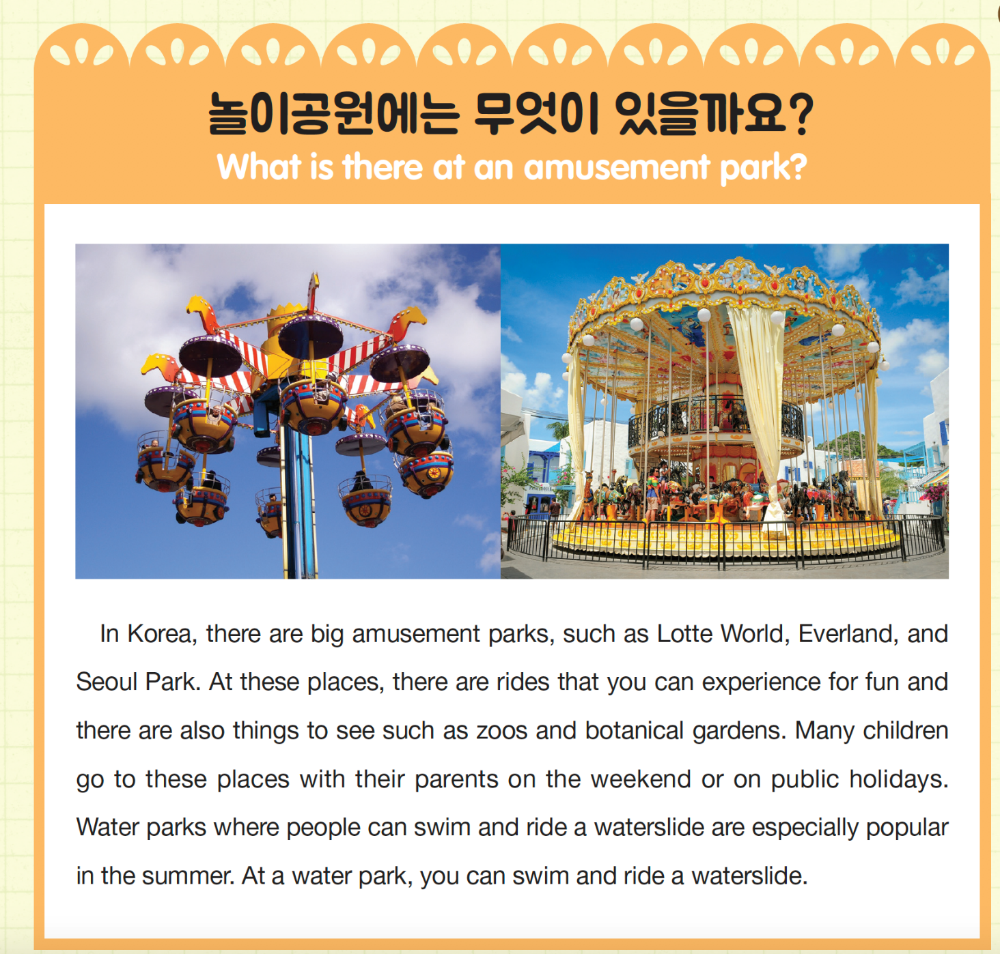 놀이공원에는 무엇이 있을까요?
What is there at an amusement park?
In Korea, there are big amusement parks, such as Lotte World, Everland, and
Seoul Park. At these places, there are rides that you can experience for fun and
there are also things to see such as zoos and botanical gardens. Many children
go to these places with their parents on the weekend or on public holidays.
Water parks where people can swim and ride a waterslide are especially popular
in the summer. At a water park, you can swim and ride a waterslide.